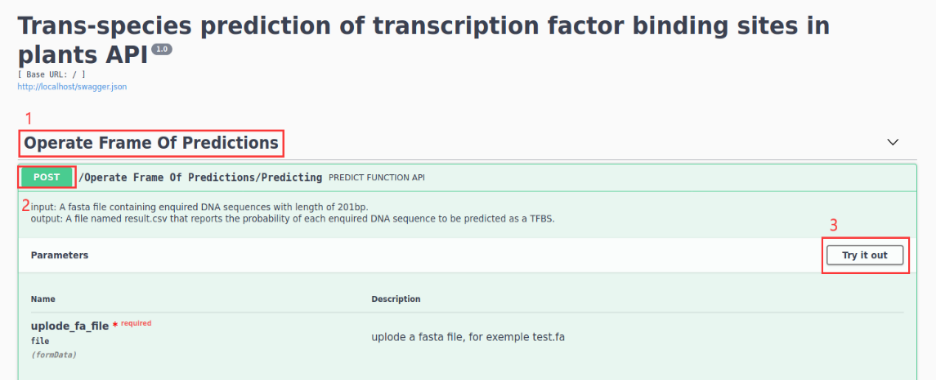 Trans-species prediction of transcription factor binding sites in
plants API 1.0
[ Base URL: / ]
http://localhost/swagger.json
1
Operate Frame Of Predictions
POST /Operate Frame Of Predictions/Predicting PREDICT FUNCTION API
2
input: A fasta file containing enquired DNA sequences with length of 201bp.
output: A file named result.csv that reports the probability of each enquired DNA sequence to be predicted as a TFBS.
3
Parameters Try it out
Name Description
uplode_fa_file * required
file
(formData)
uplode a fasta file, for exemple test.fa